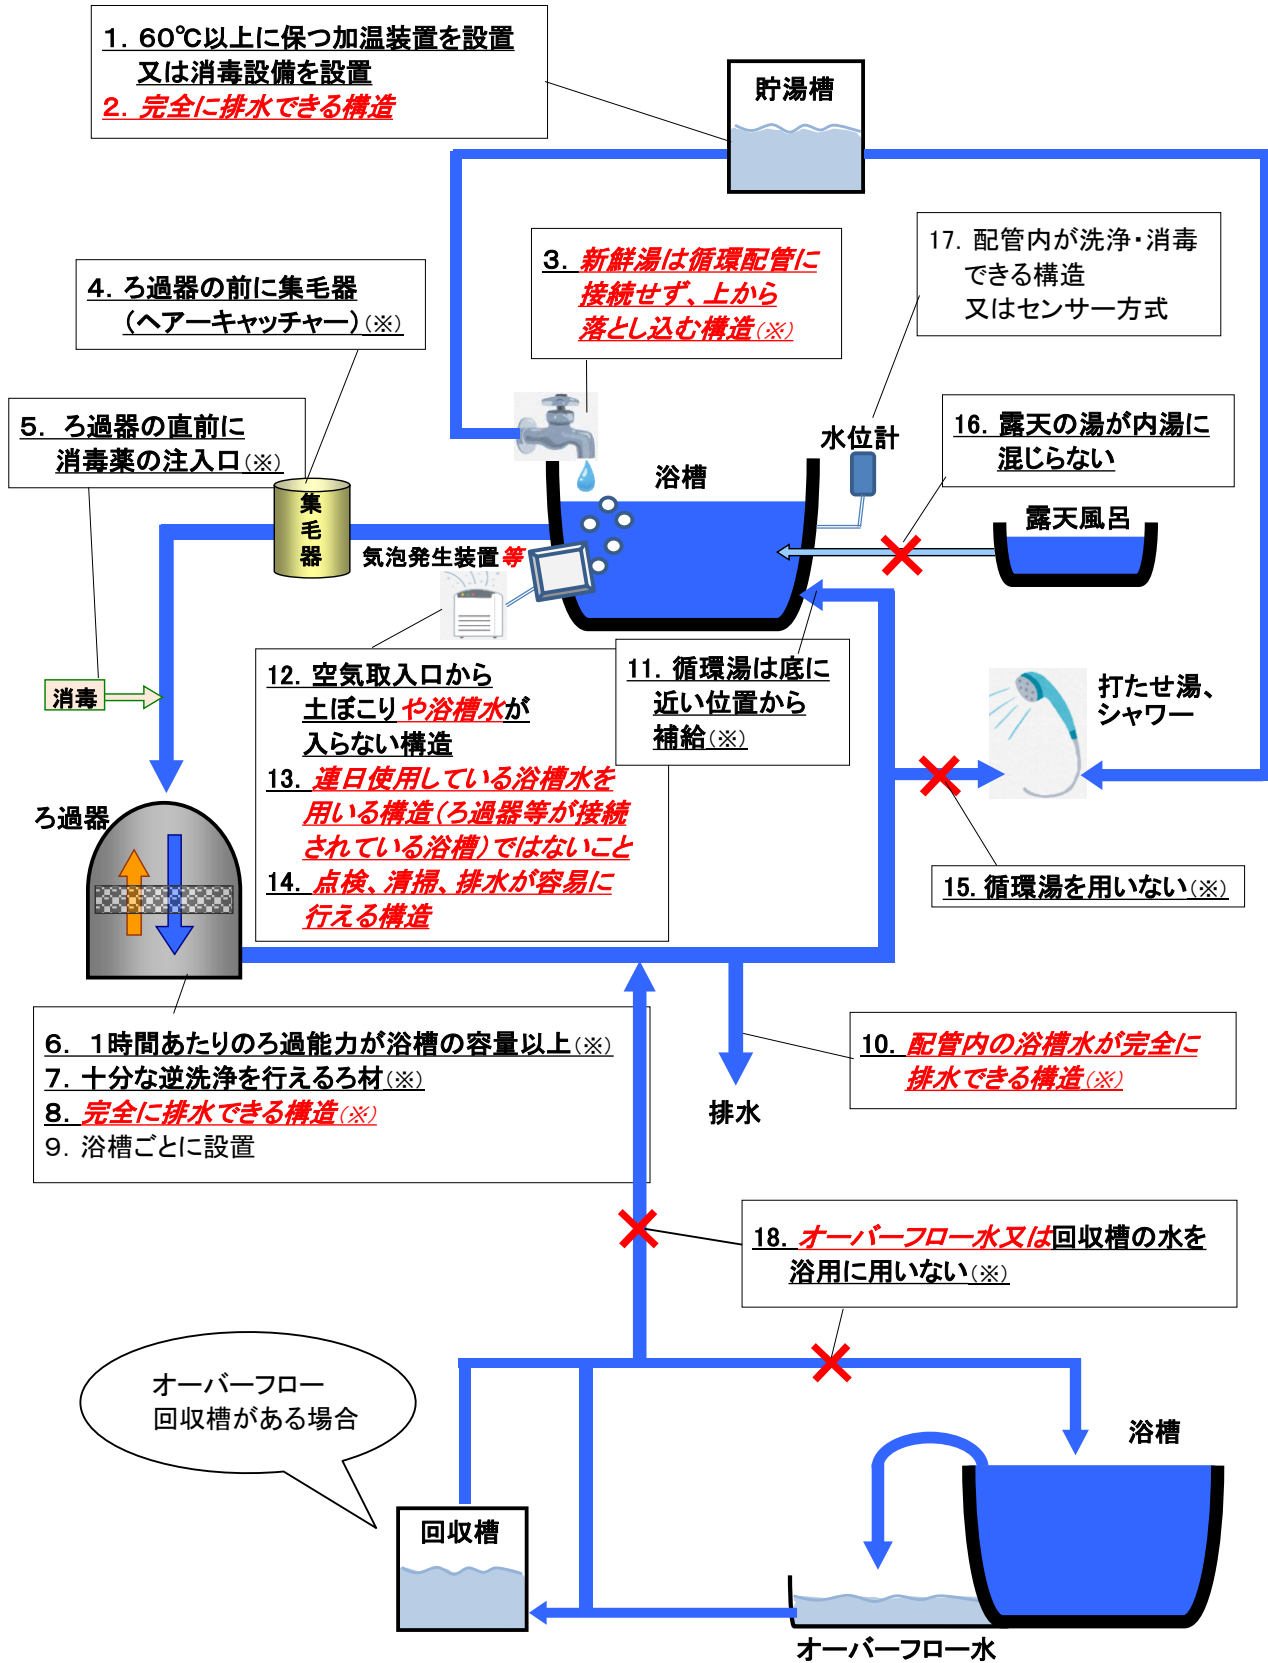 1．60℃以上に保つ加温装置を設置
又は消毒設備を設置
2．完全に排水できる構造
貯湯槽
3．新鮮湯は循環配管に
接続せず、上から
落とし込む構造（※）
17．配管内が洗浄・消毒
できる構造
又はセンサー方式
4．ろ過器の前に集毛器
（ヘアーキャッチャー）（※）
5．ろ過器の直前に
消毒薬の注入口（※）
16．露天の湯が内湯に
混じらない
水位計
浴槽
集毛器
露天風呂
気泡発生装置等
12．空気取入口から
土ぼこりや浴槽水が
入らない構造
13．連日使用している浴槽水を
用いる構造（ろ過器等が接続
されている浴槽）ではないこと
14．点検、清掃、排水が容易に
行える構造
11．循環湯は底に
近い位置から
補給（※）
消毒
打たせ湯、
シャワー
ろ過器
15．循環湯を用いない（※）
6．1時間あたりのろ過能力が浴槽の容量以上（※）
7．十分な逆洗浄を行えるろ材（※）
8．完全に排水できる構造（※）
9．浴槽ごとに設置
10．配管内の浴槽水が完全に
排水できる構造（※）
排水
18．オーバーフロー水又は回収槽の水を
浴用に用いない（※）
オーバーフロー
回収槽がある場合
浴槽
回収槽
オーバーフロー水